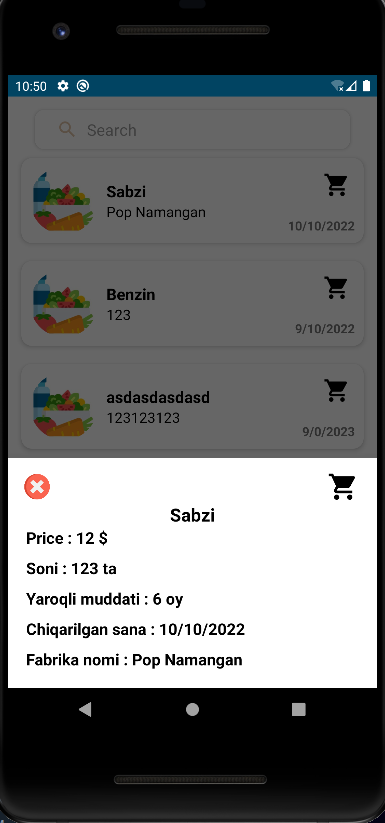 10:50
Search
Sabzi
Pop Namangan
10/10/2022
Benzin
123
9/10/2022
asdasdasdasd
123123123
9/0/2023
Sabzi
Price : 12 $
Soni : 123 ta
Yaroqli muddati : 6 oy
Chiqarilgan sana : 10/10/2022
Fabrika nomi : Pop Namangan